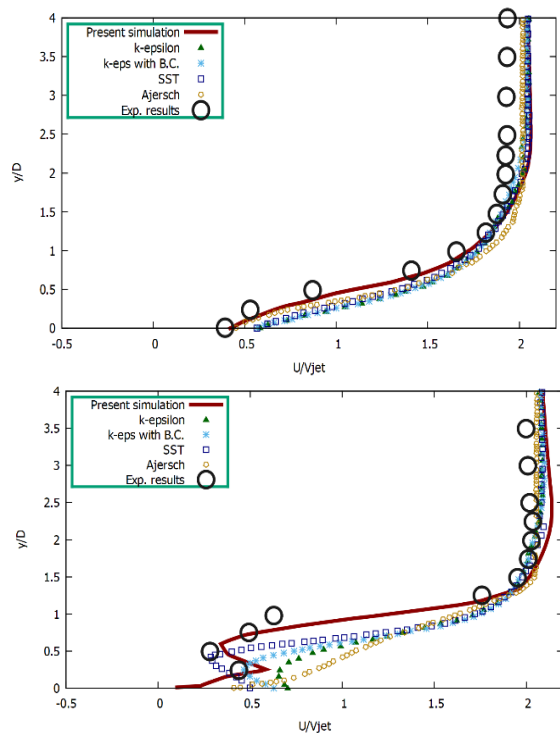 4
3.5
3
2.5
2
1.5
1
0.5
0
y/D
Present simulation
k-epsilon
k-eps with B.C.
SST
Ajersch
Exp. results
-0.5 0 0.5 1 1.5 2
U/Vjet
4
3.5
3
2.5
2
1.5
1
0.5
0
y/D
Present simulation
k-epsilon
k-eps with B.C.
SST
Ajersch
Exp. results
-0.5 0 0.5 1 1.5 2
U/Vjet